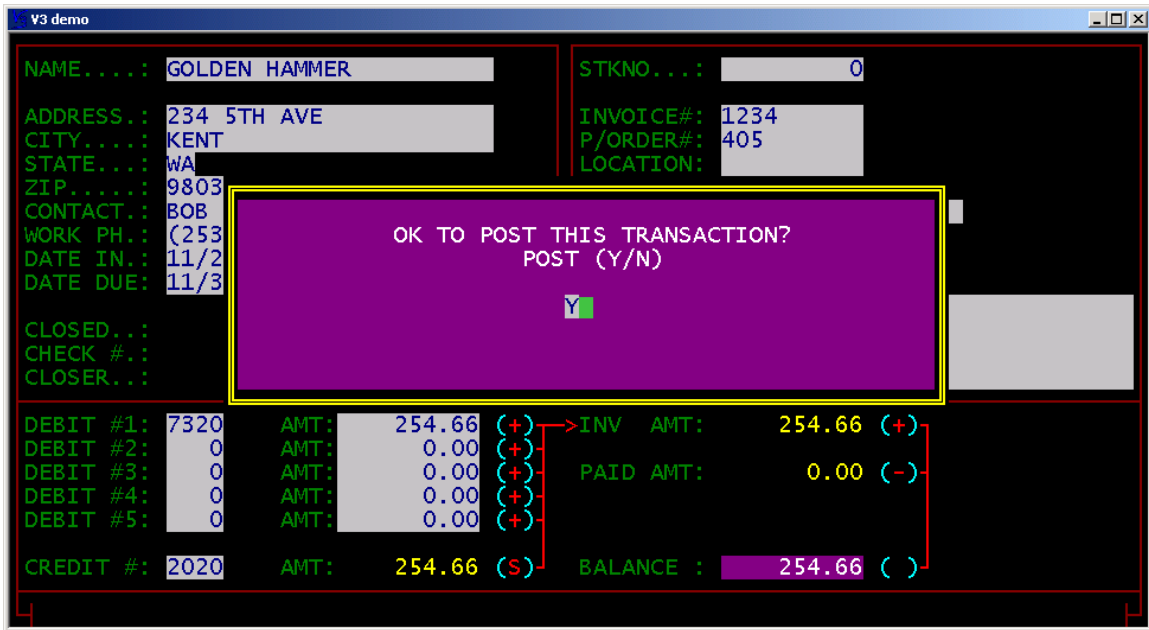 V3 demo
NAME....: GOLDEN HAMMER STKNO...: 0
ADDRESS.: 234 5TH AVE INVOICE#: 1234
CITY....: KENT P/ORDER#: 405
STATE...: WA LOCATION:
ZIP.....: 9803
CONTACT.: BOB
WORK PH.: (253
DATE IN.: 11/2
DATE DUE: 11/3
OK TO POST THIS TRANSACTION?
POST (Y/N)
Y
CLOSED..:
CHECK #.:
CLOSER..:
DEBIT #1: 7320 AMT: 254.66 (+) >INV AMT: 254.66 (+)
DEBIT #2: 0 AMT: 0.00 (+)
DEBIT #3: 0 AMT: 0.00 (+) PAID AMT: 0.00 (-)
DEBIT #4: 0 AMT: 0.00 (+)
DEBIT #5: 0 AMT: 0.00 (+)
CREDIT #: 2020 AMT: 254.66 (S) BALANCE : 254.66 ( )